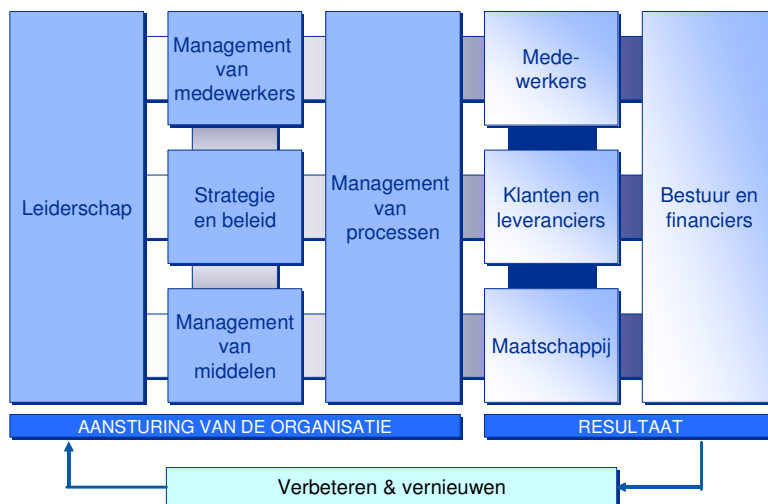 Leiderschap
Management
van
medewerkers
Strategie
en beleid
Management
van
middelen
Management
van
processen
Mede-
werkers
Klanten en
leveranciers
Maatschappij
Bestuur en
financiers
AANSTURING VAN DE ORGANISATIE
RESULTAAT
Verbeteren & vernieuwen